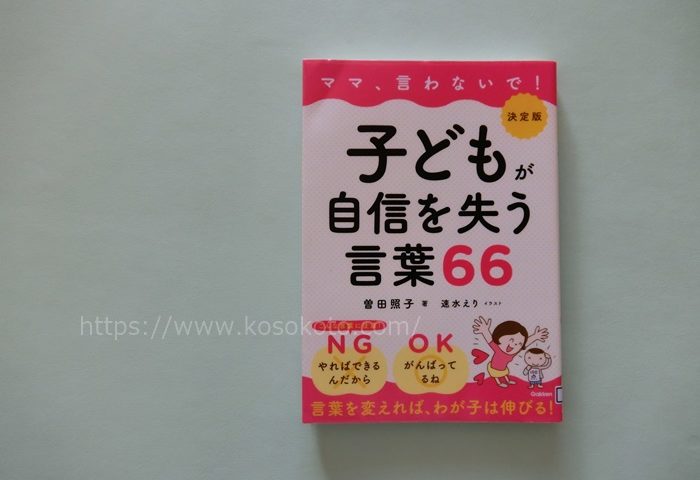 ママ、言わないで!
決定版
子どもが
自信を失う
言葉66
曽田照子 著 速水えり イラスト
https://www.kosokoto.com/
NG
やればできる
んだから
OK
がんばって
るね
Gakken
言葉を変えれば、わが子は伸びる!